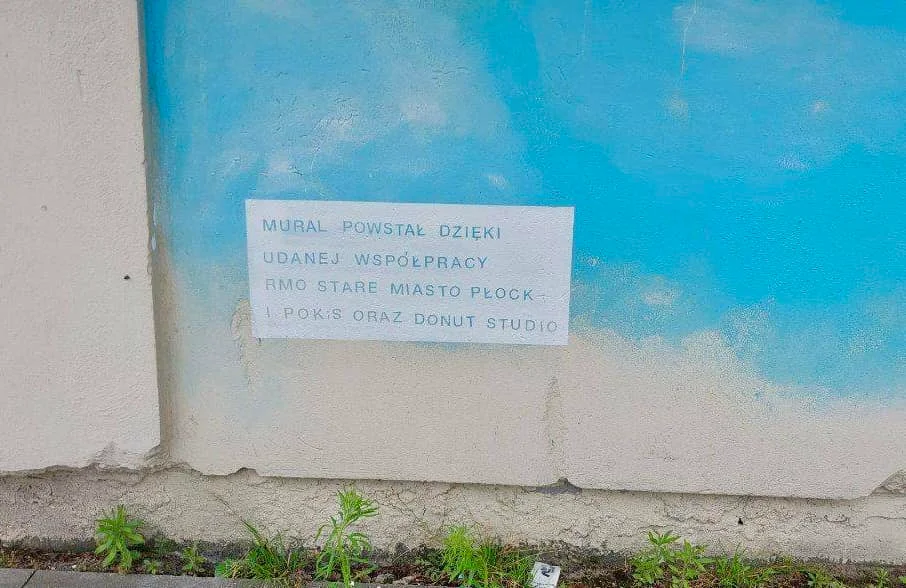 MURAL POWSTAŁ DZIĘKI
UDANEJ WSPÓŁPRACY
RMO STARE MIASTO PŁOCK
I POKiS ORAZ DONUT STUDIO